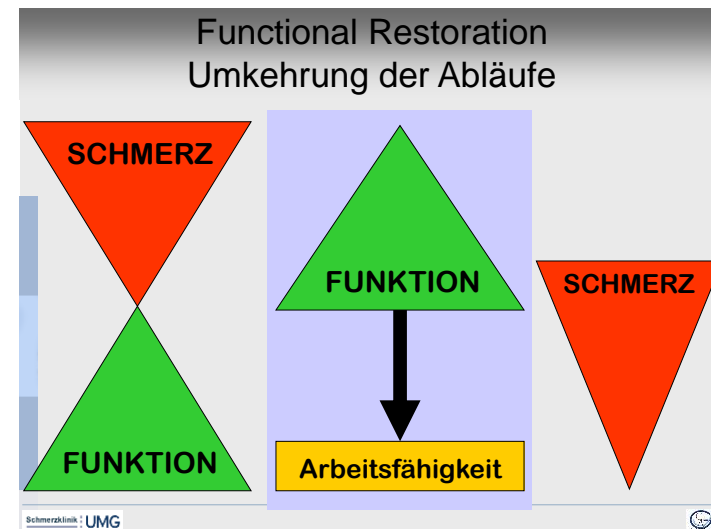 Functional Restoration
Umkehrung der Abläufe
SCHMERZ
FUNKTION
FUNKTION
Arbeitsfähigkeit
SCHMERZ
Schmerzklinik UMG